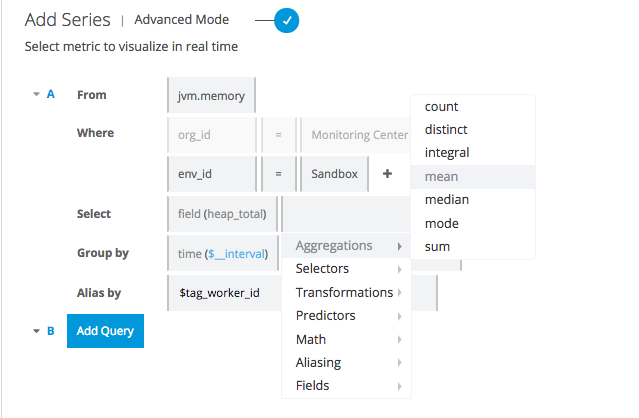 Add Series | Advanced Mode
Select metric to visualize in real time
A From jvm.memory
Where org_id = Monitoring Center
env_id = Sandbox +
Select field (heap_total)
Group by time ($__interval)
Alias by $tag_worker_id
B Add Query
Aggregations
Selectors
Transformations
Predictors
Math
Aliasing
Fields
count
distinct
integral
mean
median
mode
sum